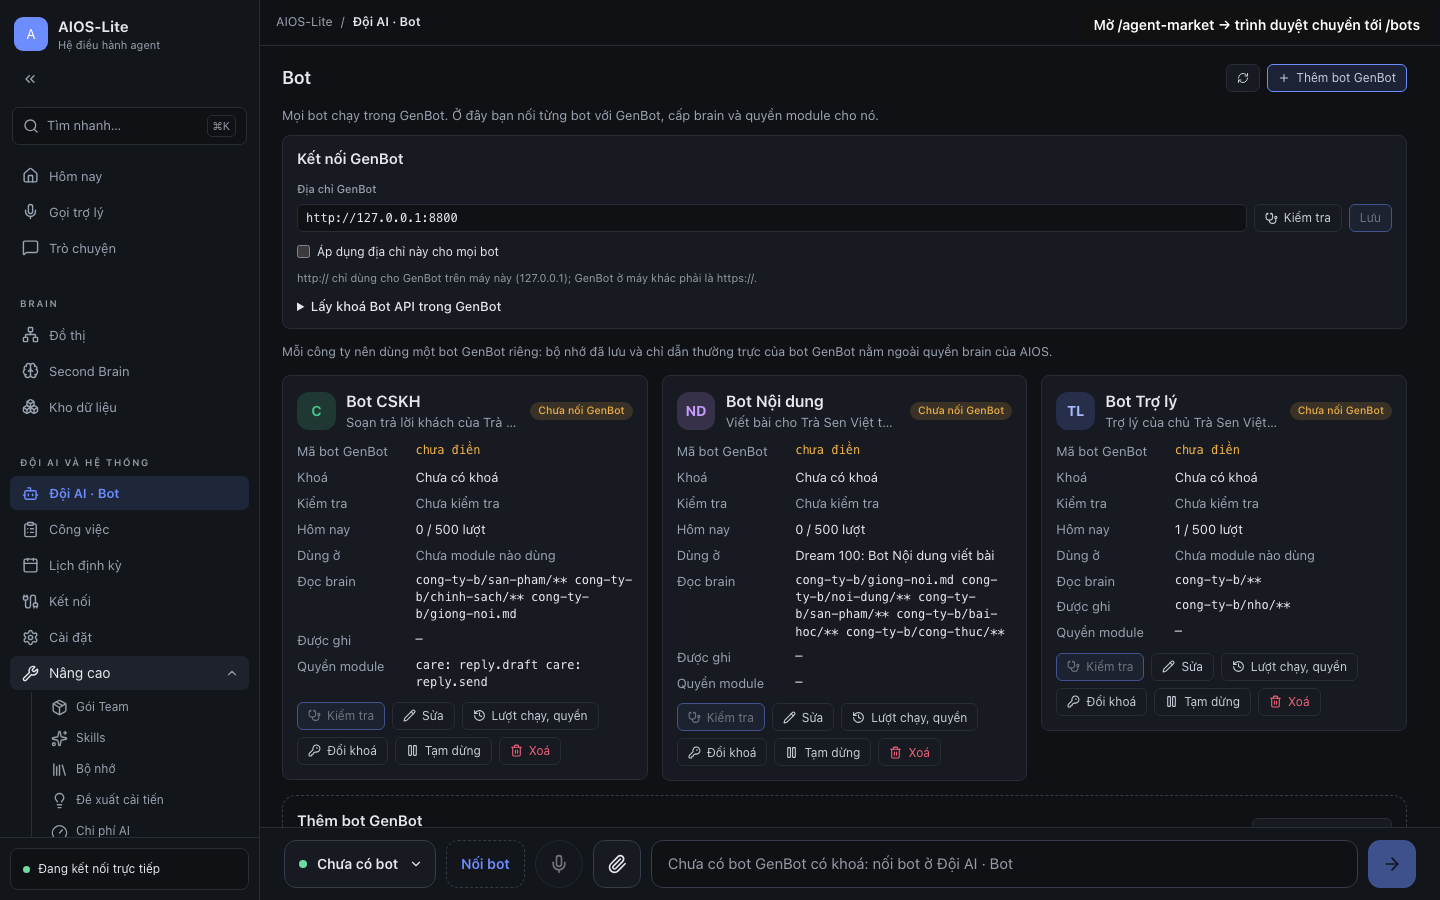 A
AIOS-Lite
Hệ điều hành agent
Tìm nhanh...
⌘K
Hôm nay
Gọi trợ lý
Trò chuyện
BRAIN
Đồ thị
Second Brain
Kho dữ liệu
ĐỘI AI VÀ HỆ THỐNG
Đội AI · Bot
Công việc
Lịch định kỳ
Kết nối
Cài đặt
Nâng cao
Gói Team
Skills
Bộ nhớ
Đề xuất cải tiến
Chi phí AI
Đang kết nối trực tiếp
AIOS-Lite / Đội AI · Bot
Mở /agent-market → trình duyệt chuyển tới /bots
Bot
Thêm bot GenBot
Mọi bot chạy trong GenBot. Ở đây bạn nối từng bot với GenBot, cấp brain và quyền module cho nó.
Kết nối GenBot
Địa chỉ GenBot
http://127.0.0.1:8800
Kiểm tra
Lưu
Áp dụng địa chỉ này cho mọi bot
http:// chỉ dùng cho GenBot trên máy này (127.0.0.1); GenBot ở máy khác phải là https://.
Lấy khoá Bot API trong GenBot
Mỗi công ty nên dùng một bot GenBot riêng: bộ nhớ đã lưu và chỉ dẫn thường trực của bot GenBot nằm ngoài quyền brain của AIOS.
C
Bot CSKH
Soạn trả lời khách của Trà ...
Chưa nối GenBot
Mã bot GenBot chưa điền
Khoá Chưa có khoá
Kiểm tra Chưa kiểm tra
Hôm nay 0 / 500 lượt
Dùng ở Chưa module nào dùng
Đọc brain cong-ty-b/san-pham/** cong-ty-
b/chinh-sach/** cong-ty-
b/giong-noi.md
Được ghi —
Quyền module care: reply.draft care:
reply.send
Kiểm tra Sửa Lượt chạy, quyền
Đổi khoá Tạm dừng Xoá
ND
Bot Nội dung
Viết bài cho Trà Sen Việt t...
Chưa nối GenBot
Mã bot GenBot chưa điền
Khoá Chưa có khoá
Kiểm tra Chưa kiểm tra
Hôm nay 0 / 500 lượt
Dùng ở Dream 100: Bot Nội dung viết bài
Đọc brain cong-ty-b/giong-noi.md cong-
ty-b/noi-dung/** cong-ty-
b/san-pham/** cong-ty-b/bai-
hoc/** cong-ty-b/cong-thuc/**
Được ghi —
Quyền module —
Kiểm tra Sửa Lượt chạy, quyền
Đổi khoá Tạm dừng Xoá
TL
Bot Trợ lý
Trợ lý của chủ Trà Sen Việt...
Chưa nối GenBot
Mã bot GenBot chưa điền
Khoá Chưa có khoá
Kiểm tra Chưa kiểm tra
Hôm nay 1 / 500 lượt
Dùng ở Chưa module nào dùng
Đọc brain cong-ty-b/**
Được ghi cong-ty-b/nho/**
Quyền module —
Kiểm tra Sửa Lượt chạy, quyền
Đổi khoá Tạm dừng Xoá
Thêm bot GenBot
Chưa có bot
Nối bot
Chưa có bot GenBot có khoá: nối bot ở Đội AI · Bot